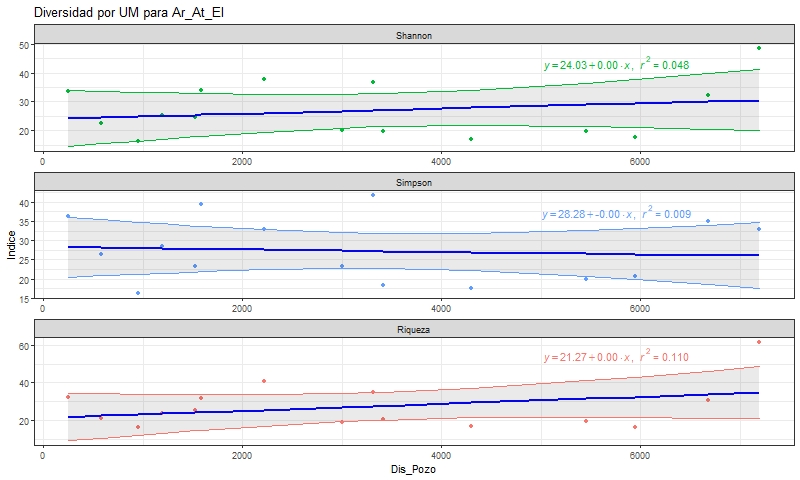 Diversidad por UM para Ar_At_El
Shannon
50
40
30
20
y = 24.03 + 0.00 · x, r² = 0.048
0 2000 4000 6000
Simpson
40
35
30
25
20
15
y = 28.28 + -0.00 · x, r² = 0.009
0 2000 4000 6000
Indice
Riqueza
60
40
20
y = 21.27 + 0.00 · x, r² = 0.110
0 2000 4000 6000
Dis_Pozo